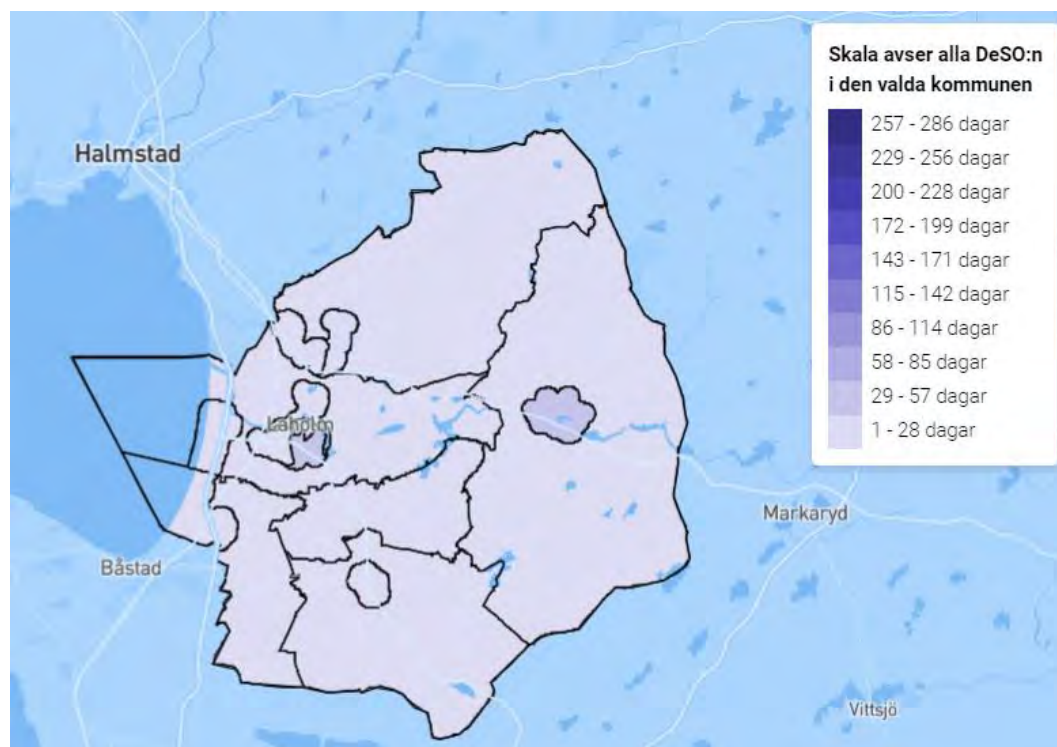 Skala avser alla DeSO:n
i den valda kommunen
257 - 286 dagar
229 - 256 dagar
200 - 228 dagar
172 - 199 dagar
143 - 171 dagar
115 - 142 dagar
86 - 114 dagar
58 - 85 dagar
29 - 57 dagar
1 - 28 dagar
Halmstad
Laholm
Markaryd
Båstad
Vittsjö